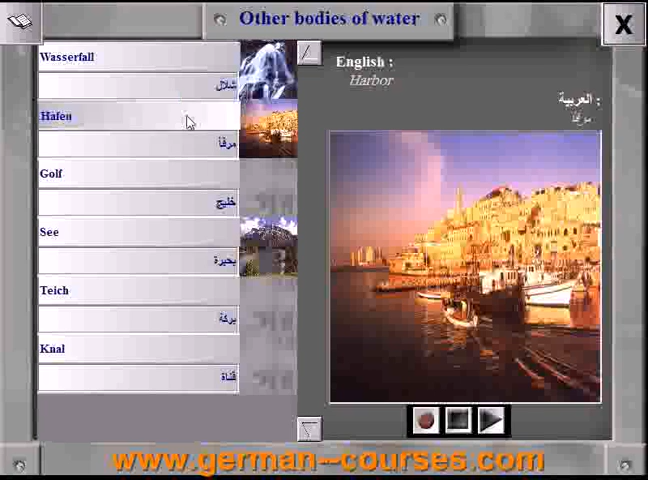 Other bodies of water
X
Wasserfall
شلال
Hafen
مرفأ
Golf
خليج
See
بحيرة
Teich
بركة
Knal
قناة
English :
Harbor
العربية :
مرفأ
www.german--courses.com